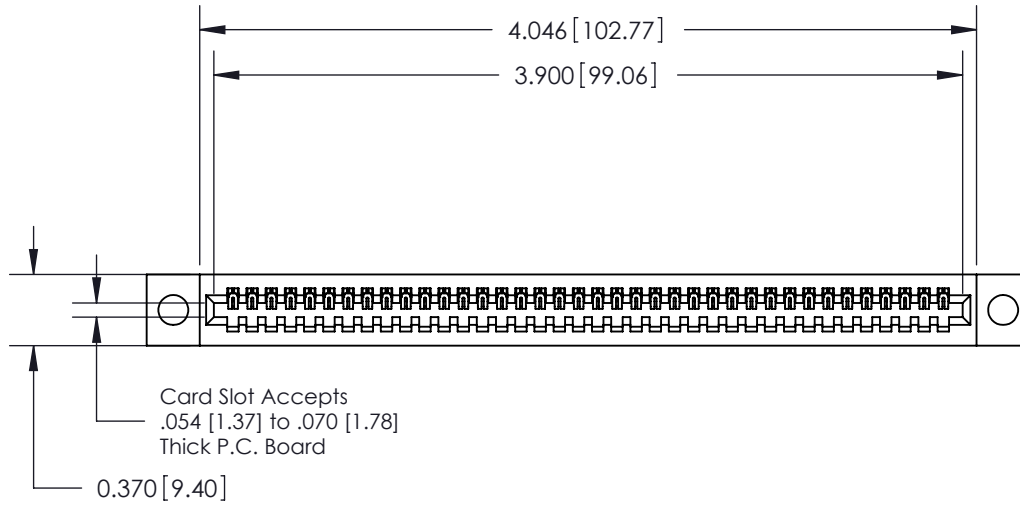 4.046[102.77]
3.900[99.06]
Card Slot Accepts
.054 [1.37] to .070 [1.78]
Thick P.C. Board
0.370[9.40]